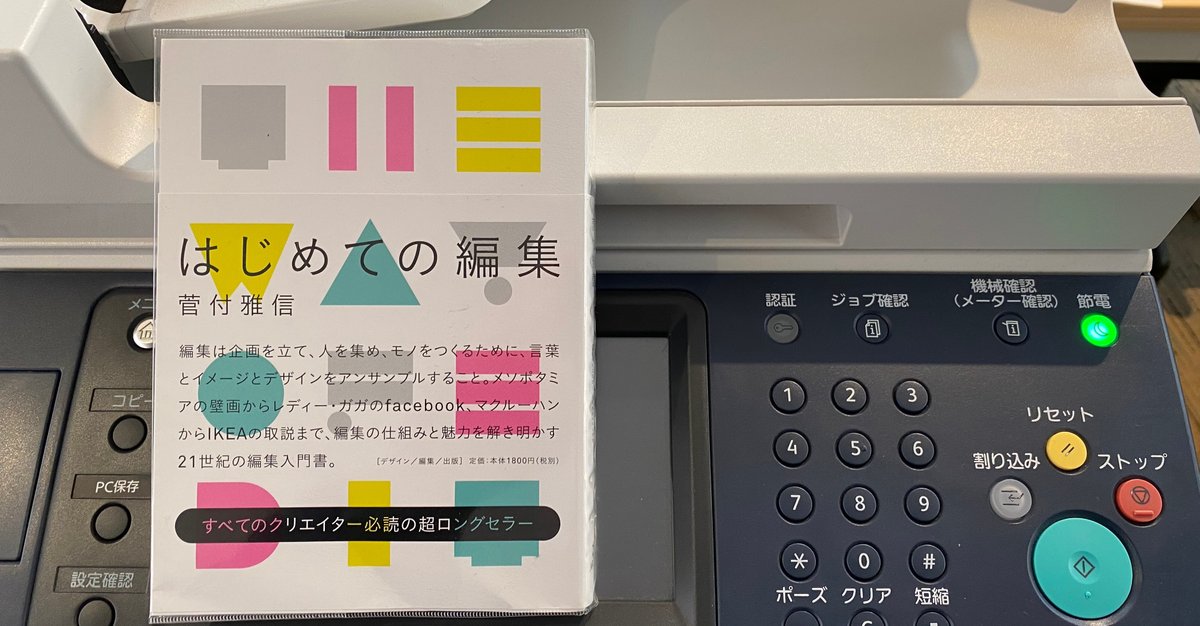 はじめての編集
菅付雅信
編集は企画を立て、人を集め、モノをつくるために、言葉
とイメージとデザインをアンサンブルすること。メソポタミ
アの壁画からレディー・ガガのfacebook、マクルーハン
からIKEAの取説まで、編集の仕組みと魅力を解き明かす
21世紀の編集入門書。
[デザイン/編集/出版] 定価:本体1800円(税別)
すべてのクリエイター必読の超ロングセラー
メニ
コピー
PC保存
設定確認
認証
ジョブ確認
機械確認
(メーター確認)
節電
1 2 3
4 5 6
7 8 9
* 0 #
ポーズ クリア 短縮
C
リセット
割り込み
ストップ